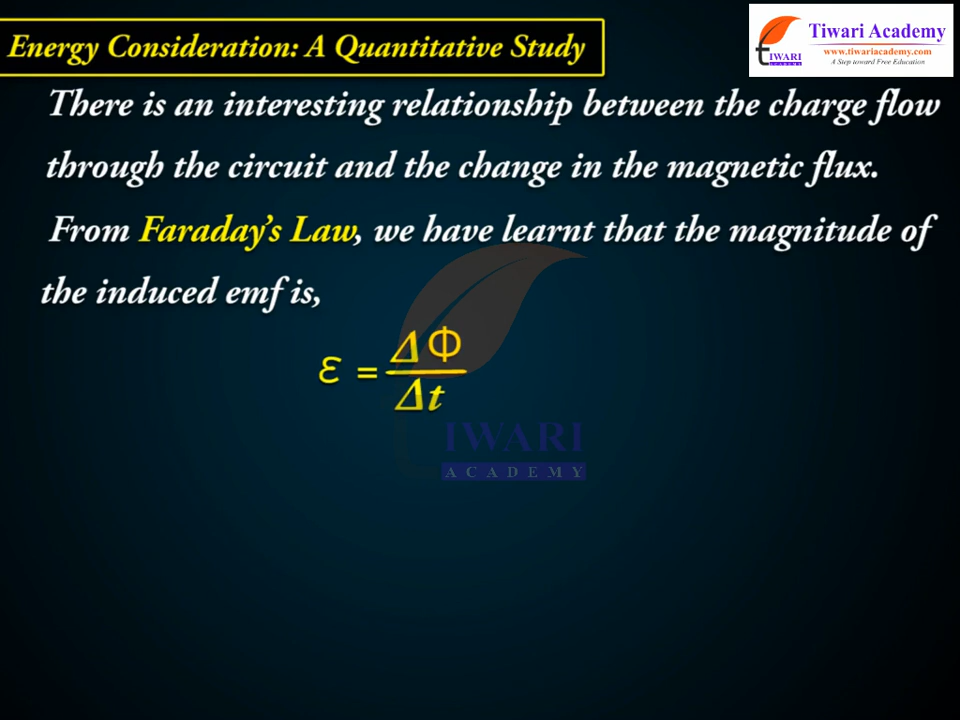 Energy Consideration: A Quantitative Study
Tiwari Academy
www.tiwariacademy.com
A Step toward Free Education
TIWARI
ACADEMY
There is an interesting relationship between the charge flow
through the circuit and the change in the magnetic flux.
From Faraday's Law, we have learnt that the magnitude of
the induced emf is,
ε = ΔΦ / Δt
IWARI
ACADEMY